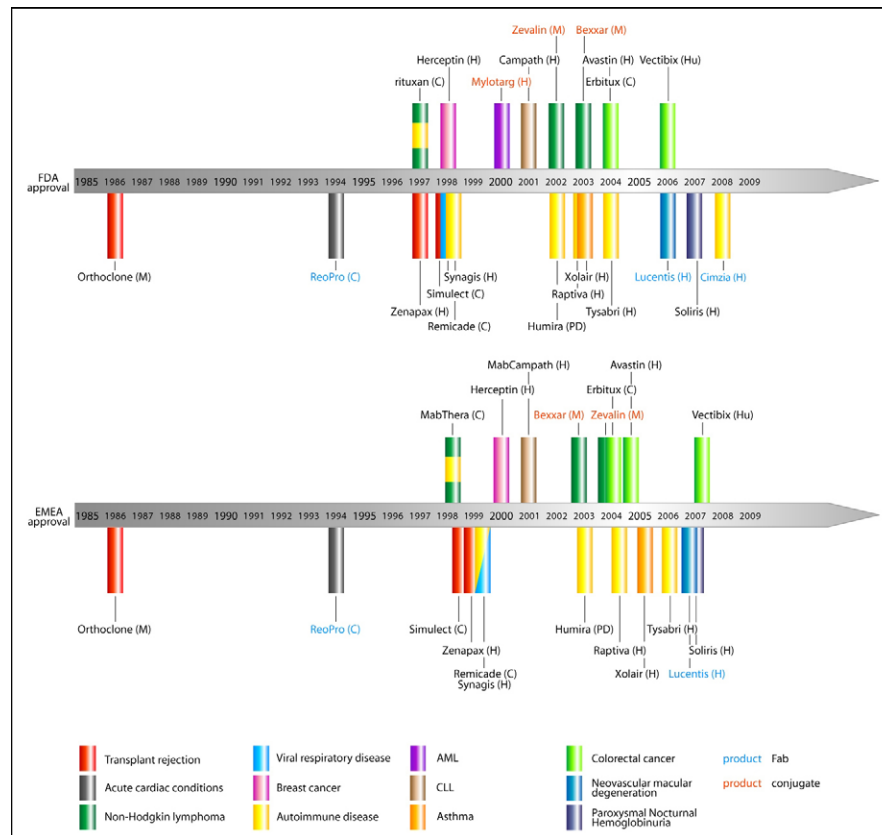 Zevalin (M) Bexxar (M)
Herceptin (H) Campath (H) Avastin (H) Vectibix (Hu)
rituxan (C) Mylotarg (H) Erbitux (C)
FDA
approval
1985 1986 1987 1988 1989 1990 1991 1992 1993 1994 1995 1996 1997 1998 1999 2000 2001 2002 2003 2004 2005 2006 2007 2008 2009
Orthoclone (M) ReoPro (C) Synagis (H) Xolair (H) Lucentis (H) Cimzia (H)
Simulect (C) Raptiva (H)
Zenapax (H) Tysabri (H) Soliris (H)
Remicade (C) Humira (PD)
MabCampath (H) Avastin (H)
Herceptin (H) Erbitux (C)
MabThera (C) Bexxar (M) Zevalin (M) Vectibix (Hu)
EMEA
approval
1985 1986 1987 1988 1989 1990 1991 1992 1993 1994 1995 1996 1997 1998 1999 2000 2001 2002 2003 2004 2005 2006 2007 2008 2009
Orthoclone (M) ReoPro (C) Simulect (C) Humira (PD) Tysabri (H)
Zenapax (H) Raptiva (H) Soliris (H)
Remicade (C) Xolair (H) Lucentis (H)
Synagis (H)
Transplant rejection Viral respiratory disease AML Colorectal cancer product Fab
Acute cardiac conditions Breast cancer CLL Neovascular macular product conjugate
degeneration
Non-Hodgkin lymphoma Autoimmune disease Asthma Paroxysmal Nocturnal
Hemoglobinuria